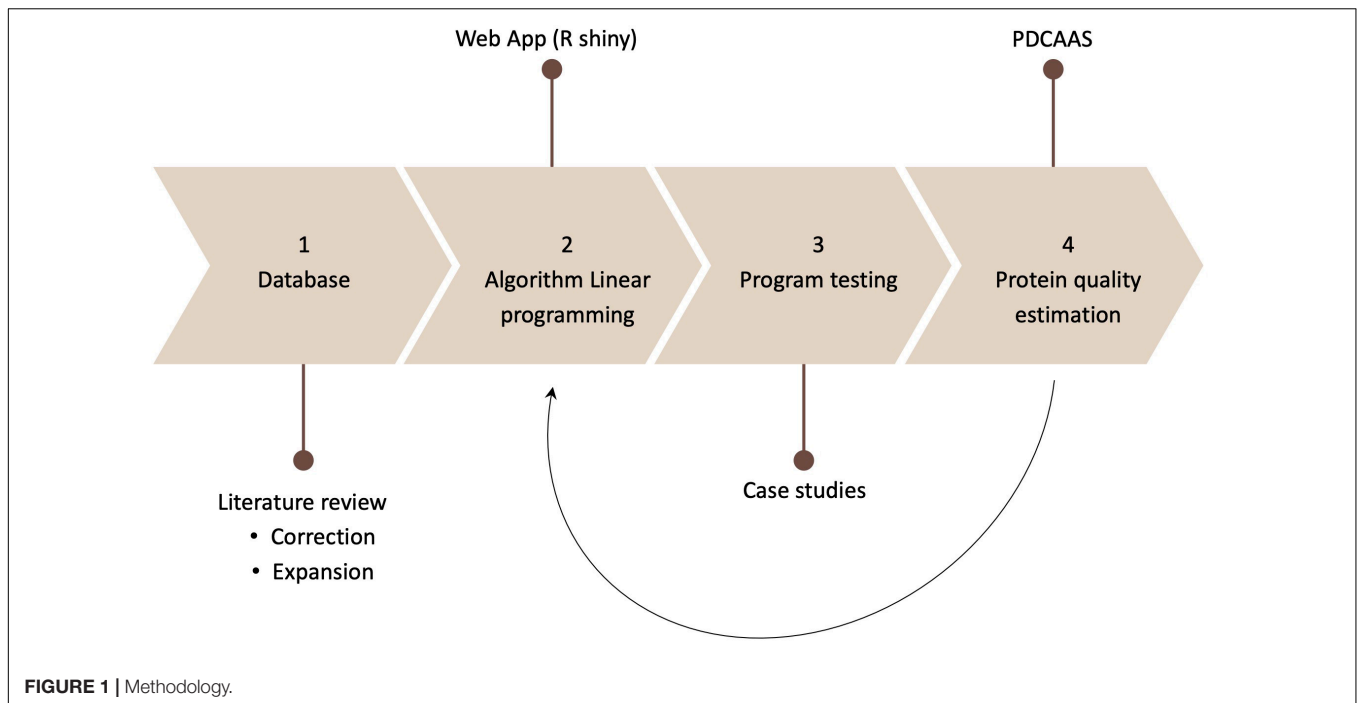 Web App (R shiny)
PDCAAS
1
Database
2
Algorithm Linear
programming
3
Program testing
4
Protein quality
estimation
Literature review
• Correction
• Expansion
Case studies
FIGURE 1 | Methodology.